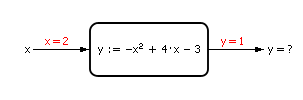 x=2
x
y := −x² + 4·x − 3
y=1
y=?